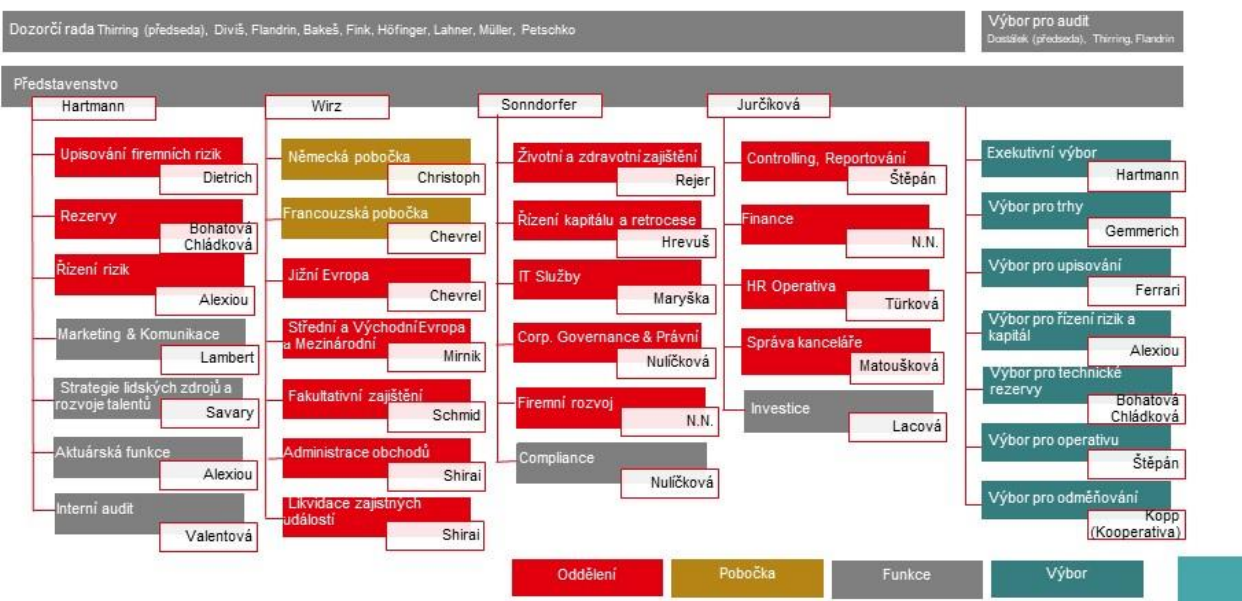 Dozorčí rada Thirring (předseda), Diviš, Flandrin, Bakeš, Fink, Höfinger, Lahner, Müller, Petschko
Výbor pro audit
Dostálek (předseda), Thirring, Flandrin
Představenstvo
Hartmann
Upisování firemních rizik
Dietrich
Rezervy
Bohatová
Chládková
Řízení rizik
Alexiou
Marketing & Komunikace
Lambert
Strategie lidských zdrojů a
rozvoje talentů
Savary
Aktuárská funkce
Alexiou
Interní audit
Valentová
Wirz
Německá pobočka
Christoph
Francouzská pobočka
Chevrel
Jižní Evropa
Chevrel
Střední a Východní Evropa
a Mezinárodní
Mirnik
Fakultativní zajištění
Schmid
Administrace obchodů
Shirai
Likvidace zajistných
událostí
Shirai
Sonndorfer
Životní a zdravotní zajištění
Rejer
Řízení kapitálu a retrocese
Hrevuš
IT Služby
Maryška
Corp. Governance & Právní
Nulíčková
Firemní rozvoj
N.N.
Compliance
Nulíčková
Jurčíková
Controlling, Reportování
Štěpán
Finance
N.N.
HR Operativa
Türková
Správa kanceláře
Matoušková
Investice
Lacová
Exekutivní výbor
Hartmann
Výbor pro trhy
Gemmerich
Výbor pro upisování
Ferrari
Výbor pro řízení rizik a
kapitál
Alexiou
Výbor pro technické
rezervy
Bohatová
Chládková
Výbor pro operativu
Štěpán
Výbor pro odměňování
Kopp
(Kooperativa)
Oddělení
Pobočka
Funkce
Výbor